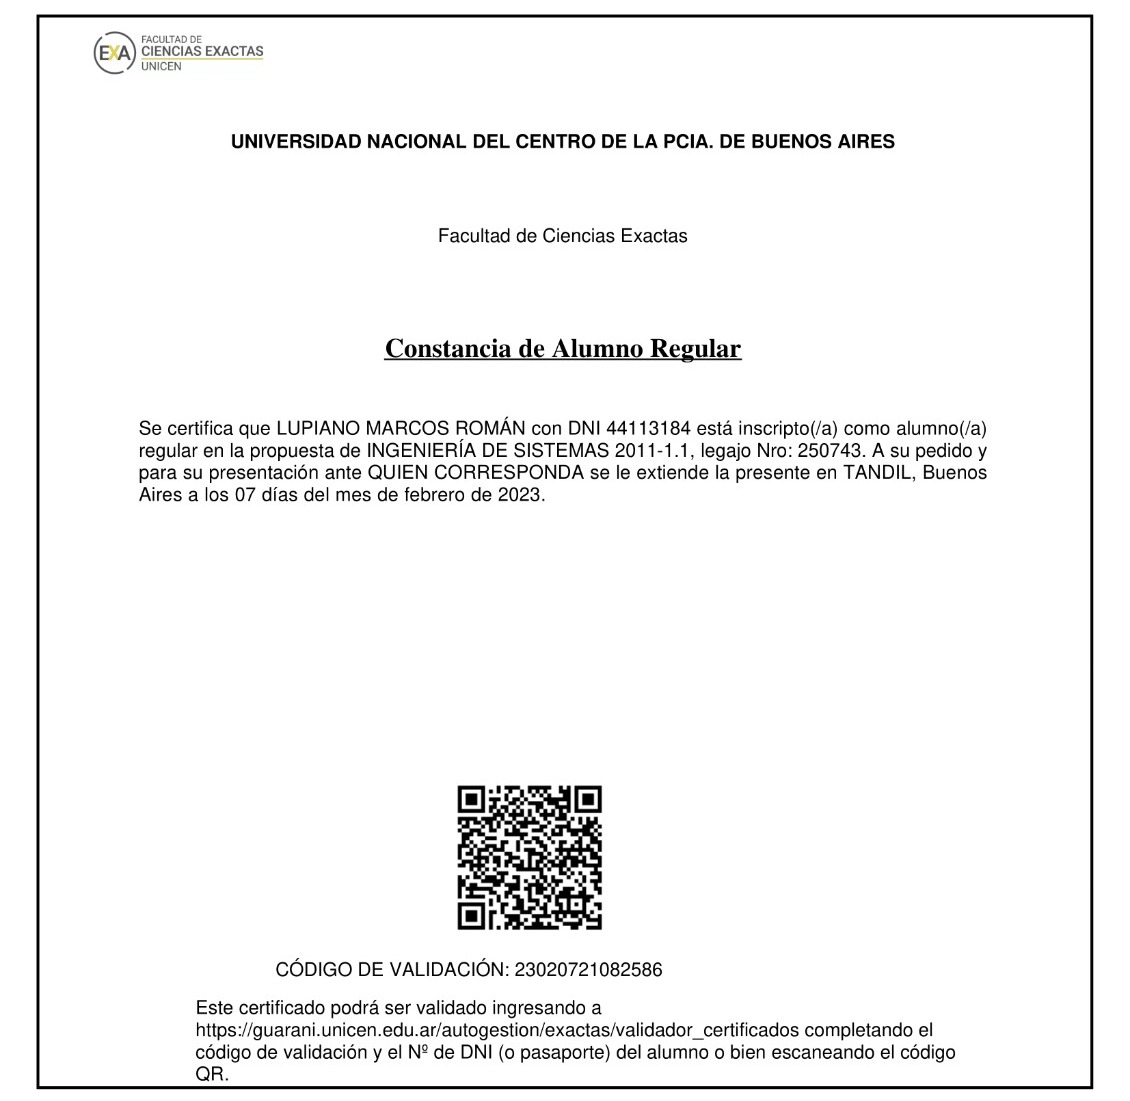 EXA
FACULTAD DE
CIENCIAS EXACTAS
UNICEN
UNIVERSIDAD NACIONAL DEL CENTRO DE LA PCIA. DE BUENOS AIRES
Facultad de Ciencias Exactas
Constancia de Alumno Regular
Se certifica que LUPIANO MARCOS ROMÁN con DNI 44113184 está inscripto(/a) como alumno(/a)
regular en la propuesta de INGENIERÍA DE SISTEMAS 2011-1.1, legajo Nro: 250743. A su pedido y
para su presentación ante QUIEN CORRESPONDA se le extiende la presente en TANDIL, Buenos
Aires a los 07 días del mes de febrero de 2023.
CÓDIGO DE VALIDACIÓN: 23020721082586
Este certificado podrá ser validado ingresando a
https://guarani.unicen.edu.ar/autogestion/exactas/validador_certificados completando el
código de validación y el Nº de DNI (o pasaporte) del alumno o bien escaneando el código
QR.